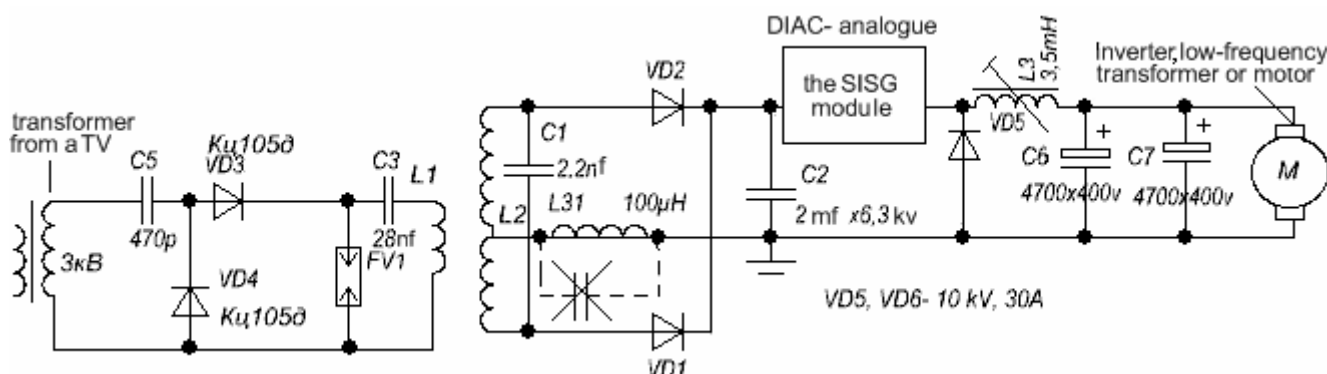 transformer
from a TV
3кВ
C5
470p
VD3
Кц105д
VD4
Кц105д
C3
28nf
FV1
L1
L2
C1
2.2nf
L31
100µH
VD2
VD1
C2
2 mf x6,3 kv
DIAC- analogue
the SISG
module
L3
3,5mH
VD5
C6
4700x400v
C7
4700x400v
Inverter,low-frequency
transformer or motor
M
VD5, VD6- 10 kV, 30A